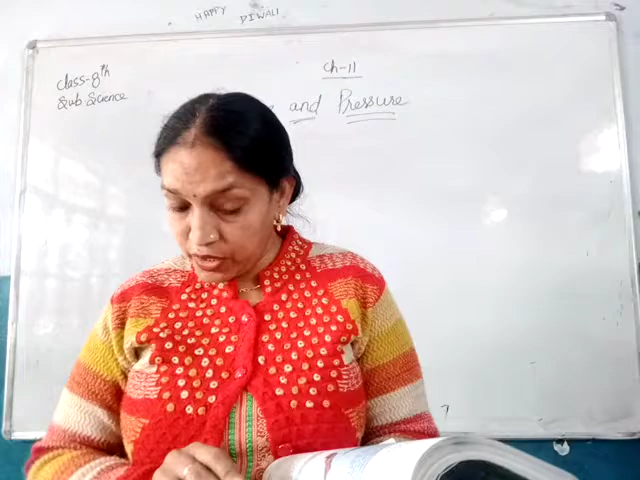 HAPPY DIWALI
Ch-11
Class-8th
Sub Science
and Pressure